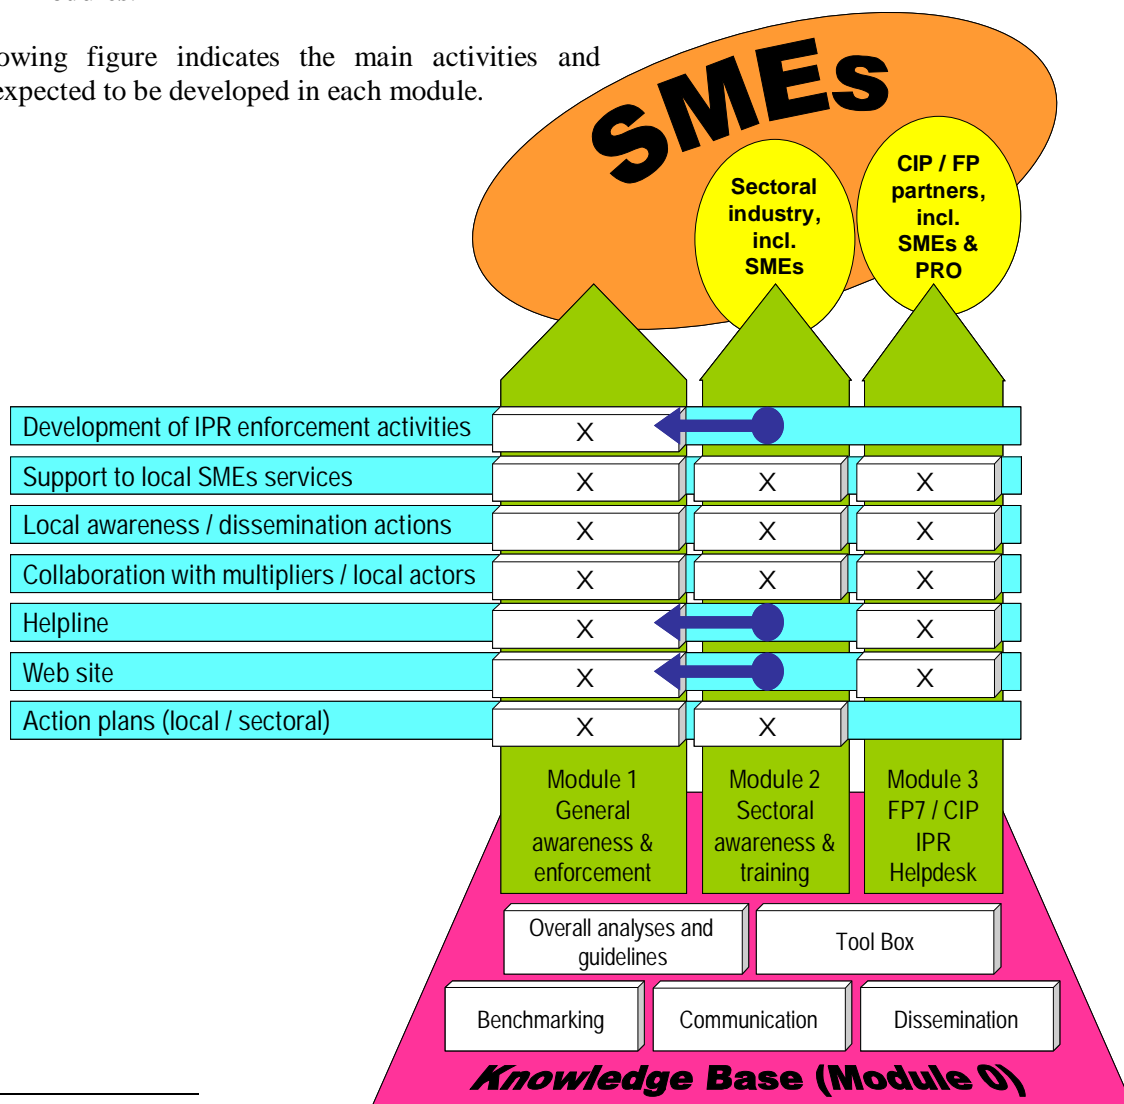 owing figure indicates the main activities and
expected to be developed in each module.
SMEs
Sectoral
industry,
incl.
SMEs
CIP / FP
partners,
incl.
SMEs &
PRO
Development of IPR enforcement activities X
Support to local SMEs services X X X
Local awareness / dissemination actions X X X
Collaboration with multipliers / local actors X X X
Helpline X X
Web site X X
Action plans (local / sectoral) X X
Module 1
General
awareness &
enforcement
Module 2
Sectoral
awareness &
training
Module 3
FP7 / CIP
IPR
Helpdesk
Overall analyses and
guidelines
Tool Box
Benchmarking
Communication
Dissemination
Knowledge Base (Module 0)